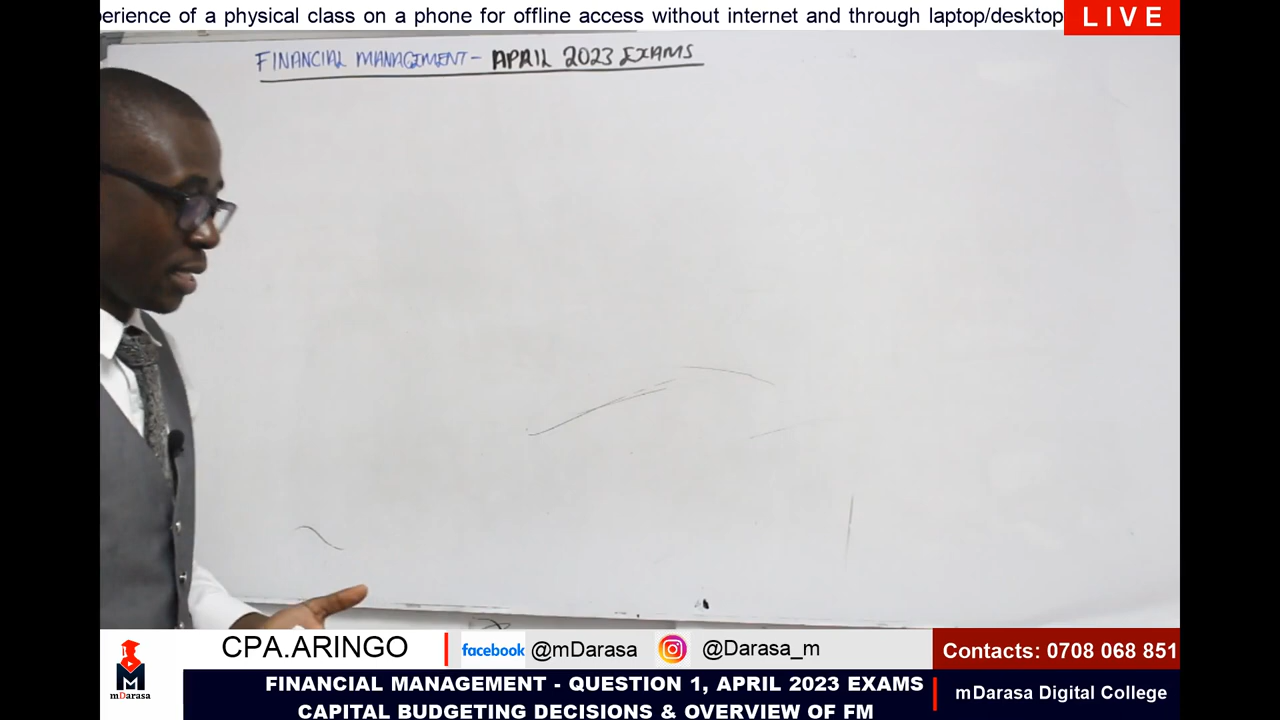 perience of a physical class on a phone for offline access without internet and through laptop/desktop
LIVE
FINANCIAL MANAGEMENT - APRIL 2023 EXAMS
CPA.ARINGO
facebook @mDarasa
@Darasa_m
Contacts: 0708 068 851
M
mDarasa
FINANCIAL MANAGEMENT - QUESTION 1, APRIL 2023 EXAMS
CAPITAL BUDGETING DECISIONS & OVERVIEW OF FM
mDarasa Digital College